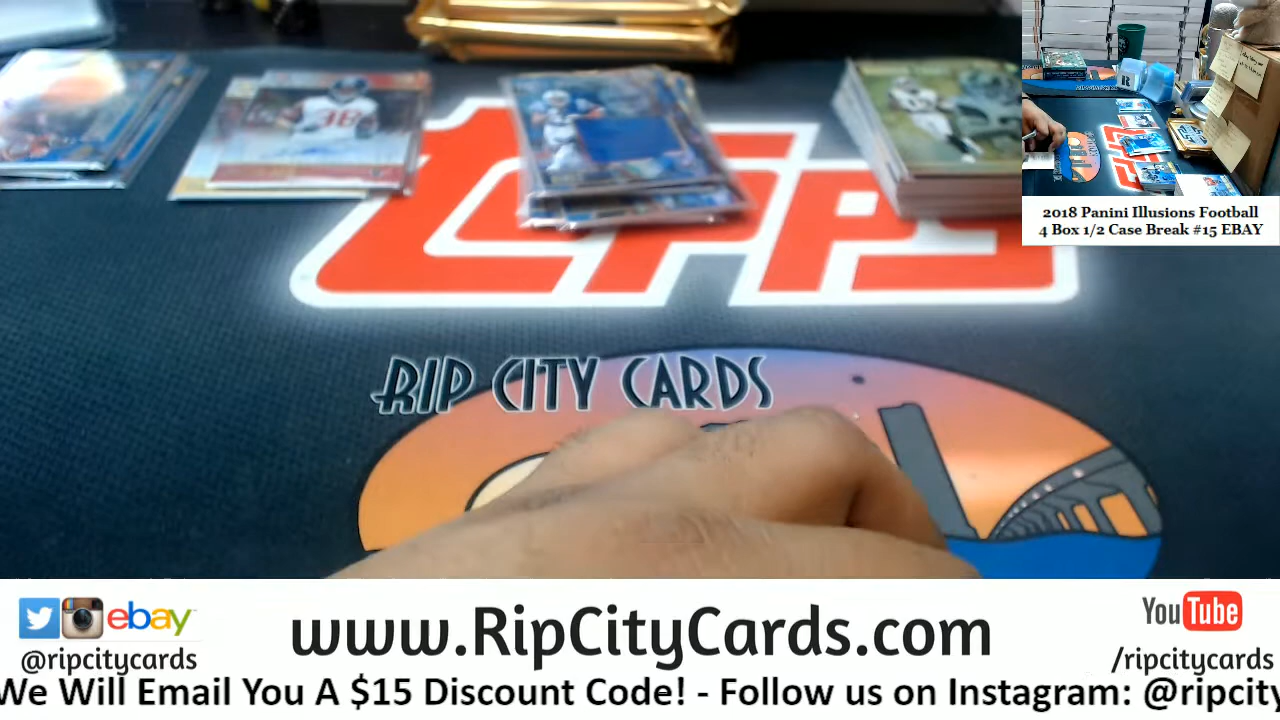 RIP CITY CARDS
2018 Panini Illusions Football
4 Box 1/2 Case Break #15 EBAY
ebay
@ripcitycards
www.RipCityCards.com
YouTube
/ripcitycards
We Will Email You A $15 Discount Code! - Follow us on Instagram: @ripcity